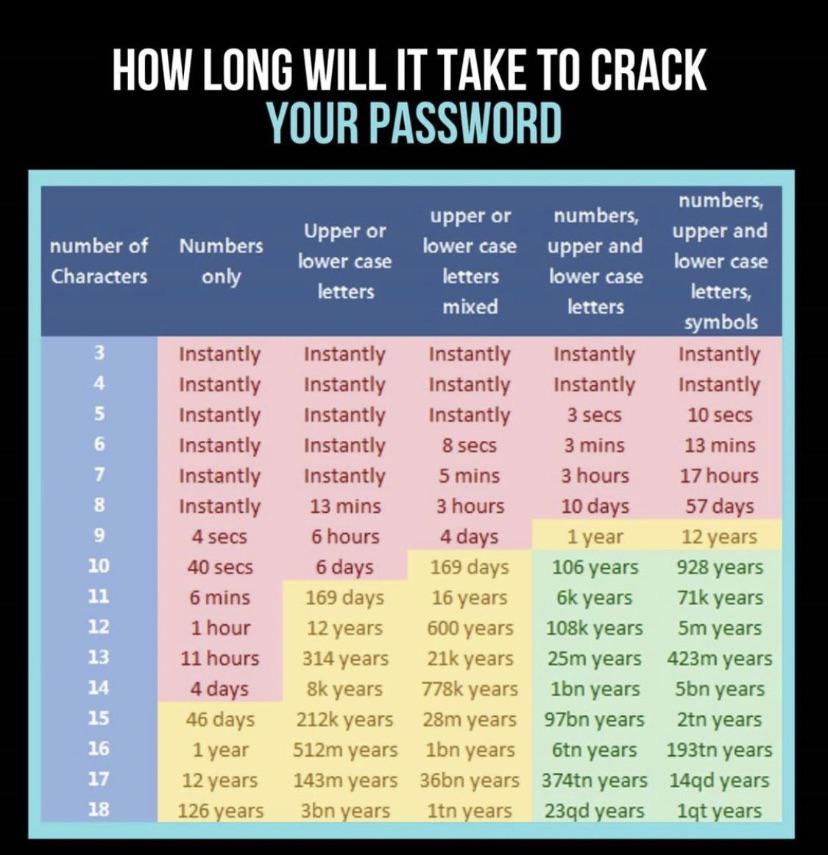 HOW LONG WILL IT TAKE TO CRACK
YOUR PASSWORD
number of Characters Numbers only Upper or lower case letters upper or lower case letters mixed numbers, upper and lower case letters numbers, upper and lower case letters, symbols
3 Instantly Instantly Instantly Instantly Instantly
4 Instantly Instantly Instantly Instantly Instantly
5 Instantly Instantly Instantly 3 secs 10 secs
6 Instantly Instantly 8 secs 3 mins 13 mins
7 Instantly Instantly 5 mins 3 hours 17 hours
8 Instantly 13 mins 3 hours 10 days 57 days
9 4 secs 6 hours 4 days 1 year 12 years
10 40 secs 6 days 169 days 106 years 928 years
11 6 mins 169 days 16 years 6k years 71k years
12 1 hour 12 years 600 years 108k years 5m years
13 11 hours 314 years 21k years 25m years 423m years
14 4 days 8k years 778k years 1bn years 5bn years
15 46 days 212k years 28m years 97bn years 2tn years
16 1 year 512m years 1bn years 6tn years 193tn years
17 12 years 143m years 36bn years 374tn years 14qd years
18 126 years 3bn years 1tn years 23qd years 1qt years